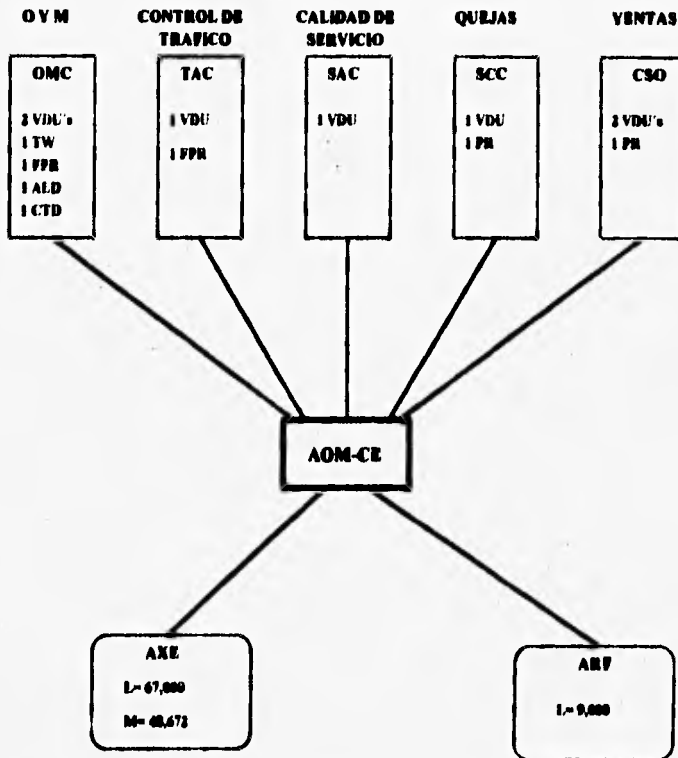 O Y M
CONTROL DE
TRAFICO
CALIDAD DE
SERVICIO
QUEJAS
VENTAS
OMC
VDU's
1 TW
1 FPR
1 ALD
1 CTD
TAC
1 VDU
1 FPR
SAC
1 VDU
SCC
1 VDU
1 PR
CSO
VDU's
1 PR
AOM-CE
AXE
L=
M=
ARF
L=